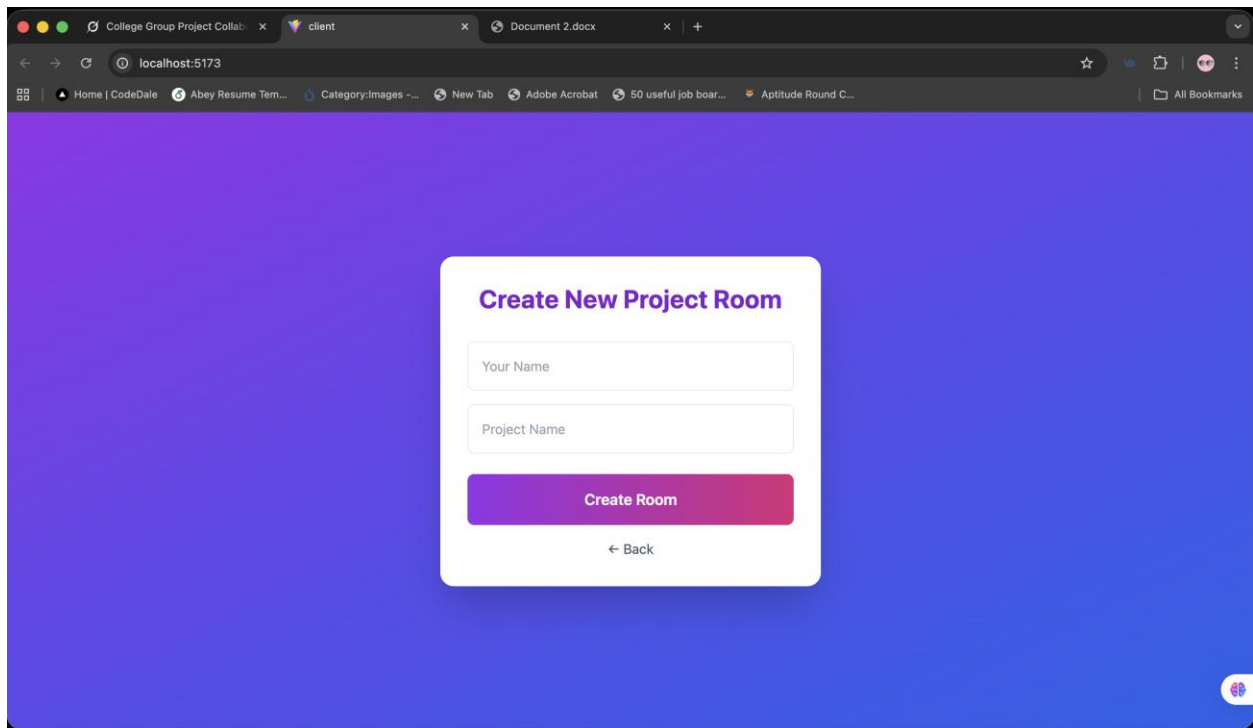 College Group Project Collab
client
Document 2.docx
localhost:5173
Home | CodeDale
Abey Resume Tem...
Category:Images -...
New Tab
Adobe Acrobat
50 useful job boar...
Aptitude Round C...
All Bookmarks
Create New Project Room
Your Name
Project Name
Create Room
← Back